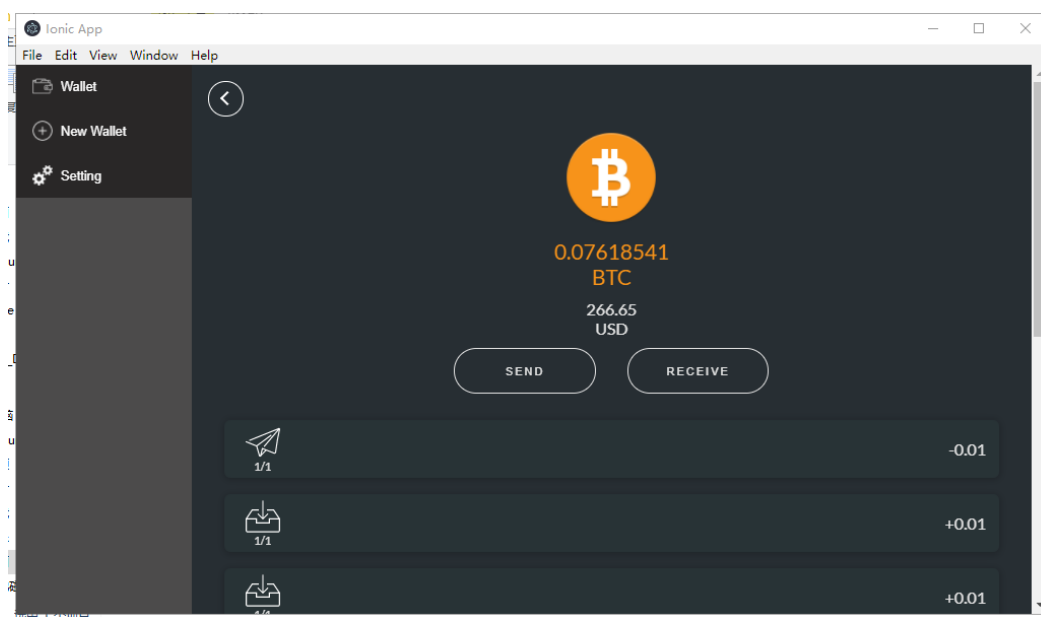 Ionic App
File Edit View Window Help
Wallet
New Wallet
Setting
0.07618541
BTC
266.65
USD
SEND RECEIVE
1/1
-0.01
1/1
+0.01
+0.01